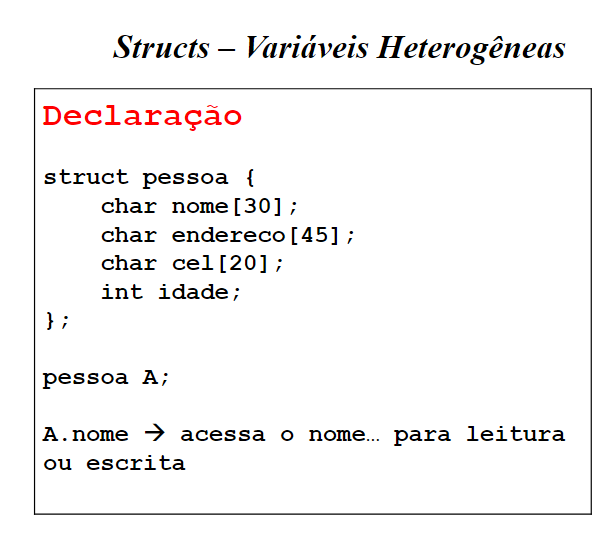 Structs – Variáveis Heterogêneas
Declaração
struct pessoa {
    char nome[30];
    char endereco[45];
    char cel[20];
    int idade;
};
pessoa A;
A.nome → acessa o nome… para leitura
ou escrita